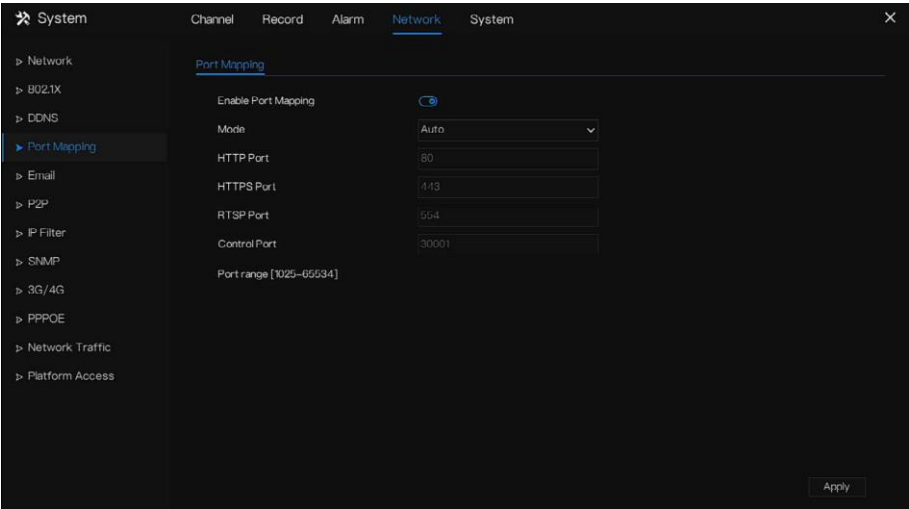 System
Channel Record Alarm Network System
Network
802.1X
DDNS
Port Mapping
Email
P2P
IP Filter
SNMP
3G/4G
PPPOE
Network Traffic
Platform Access
Port Mapping
Enable Port Mapping
Mode Auto
HTTP Port 80
HTTPS Port 443
RTSP Port 554
Control Port 30001
Port range [1025-65534]
Apply